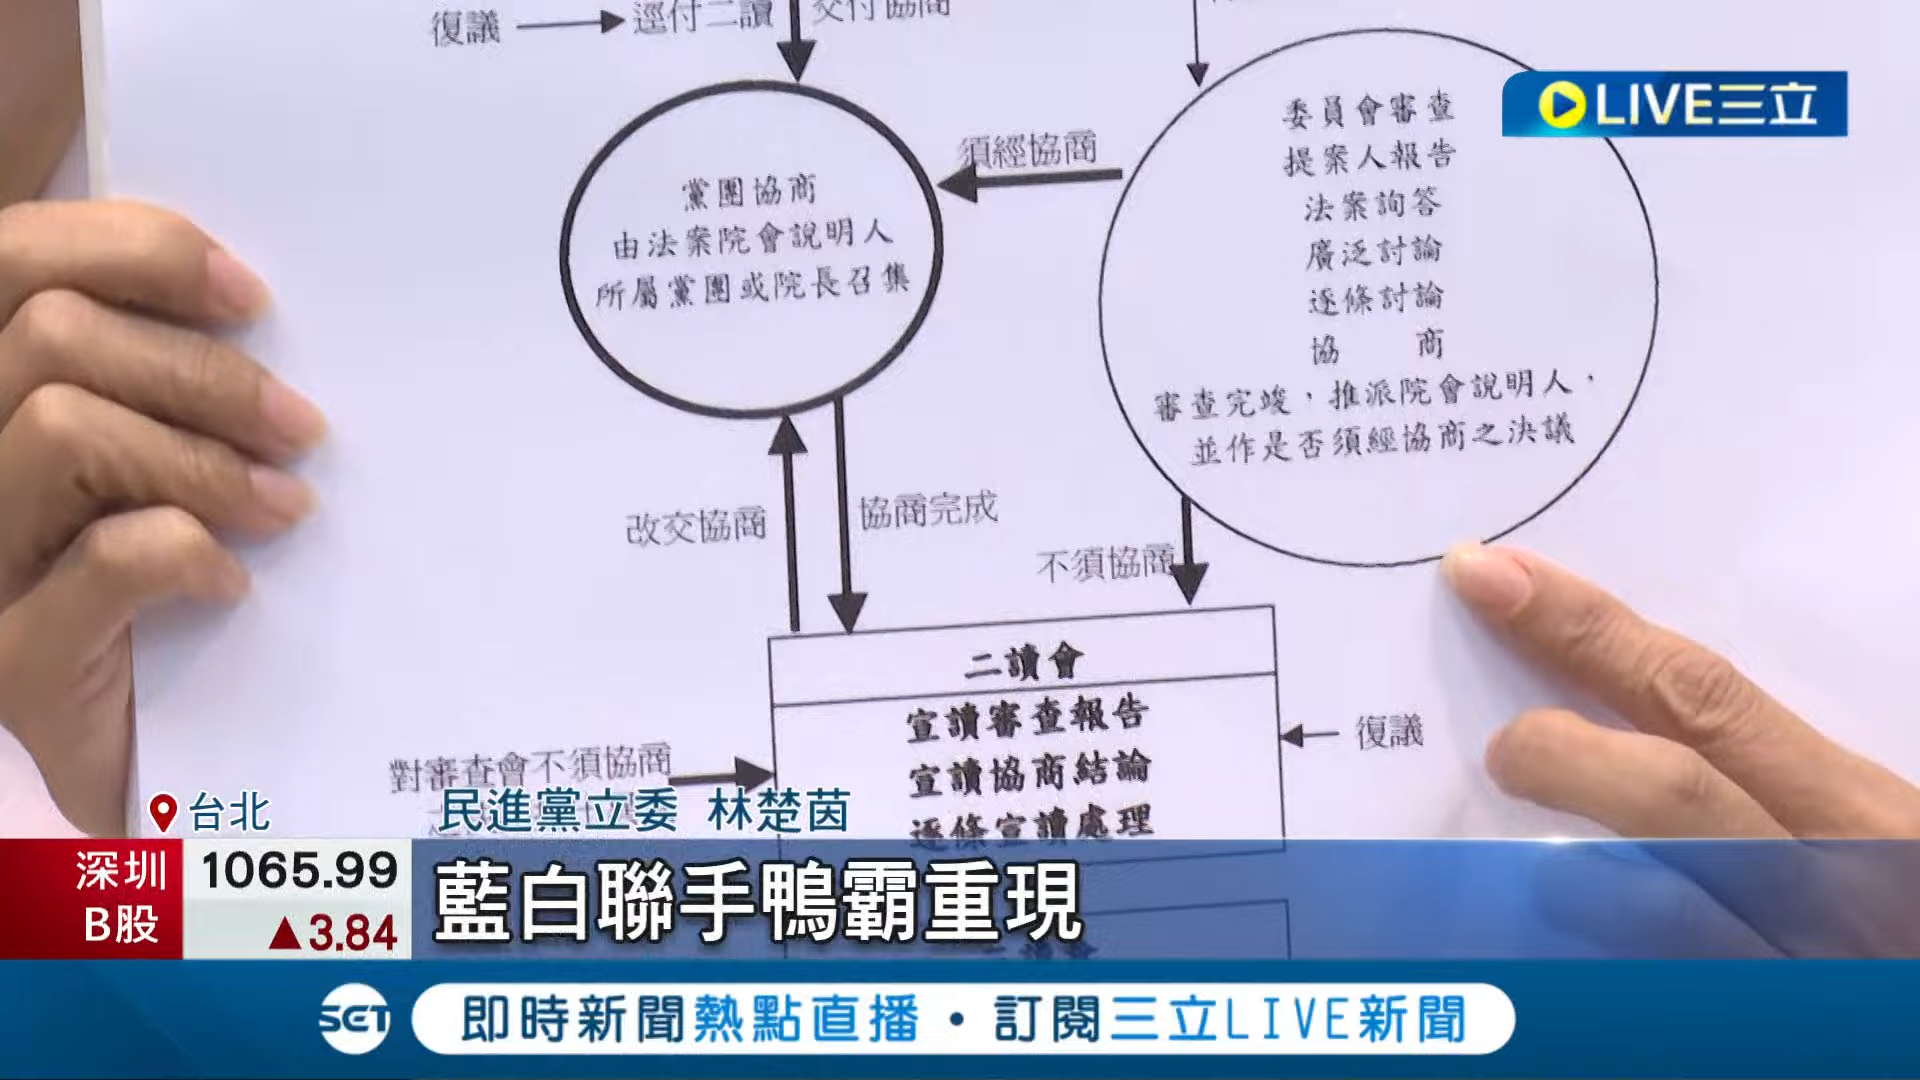 復議
逕付二讀
交付協商
LIVE三立
委員會審查
提案人報告
法案詢答
廣泛討論
逐條討論
協商
審查完竣，推派院會說明人，
並作是否須經協商之決議
須經協商
黨團協商
由法案院會說明人
所屬黨團或院長召集
改交協商
協商完成
不須協商
二讀會
宣讀審查報告
宣讀協商結論
逐條宣讀處理
復議
對審查會不須協商
台北
民進黨立委 林楚茵
深圳
B股
1065.99
▲3.84
藍白聯手鴨霸重現
SET
即時新聞熱點直播・訂閱三立LIVE新聞